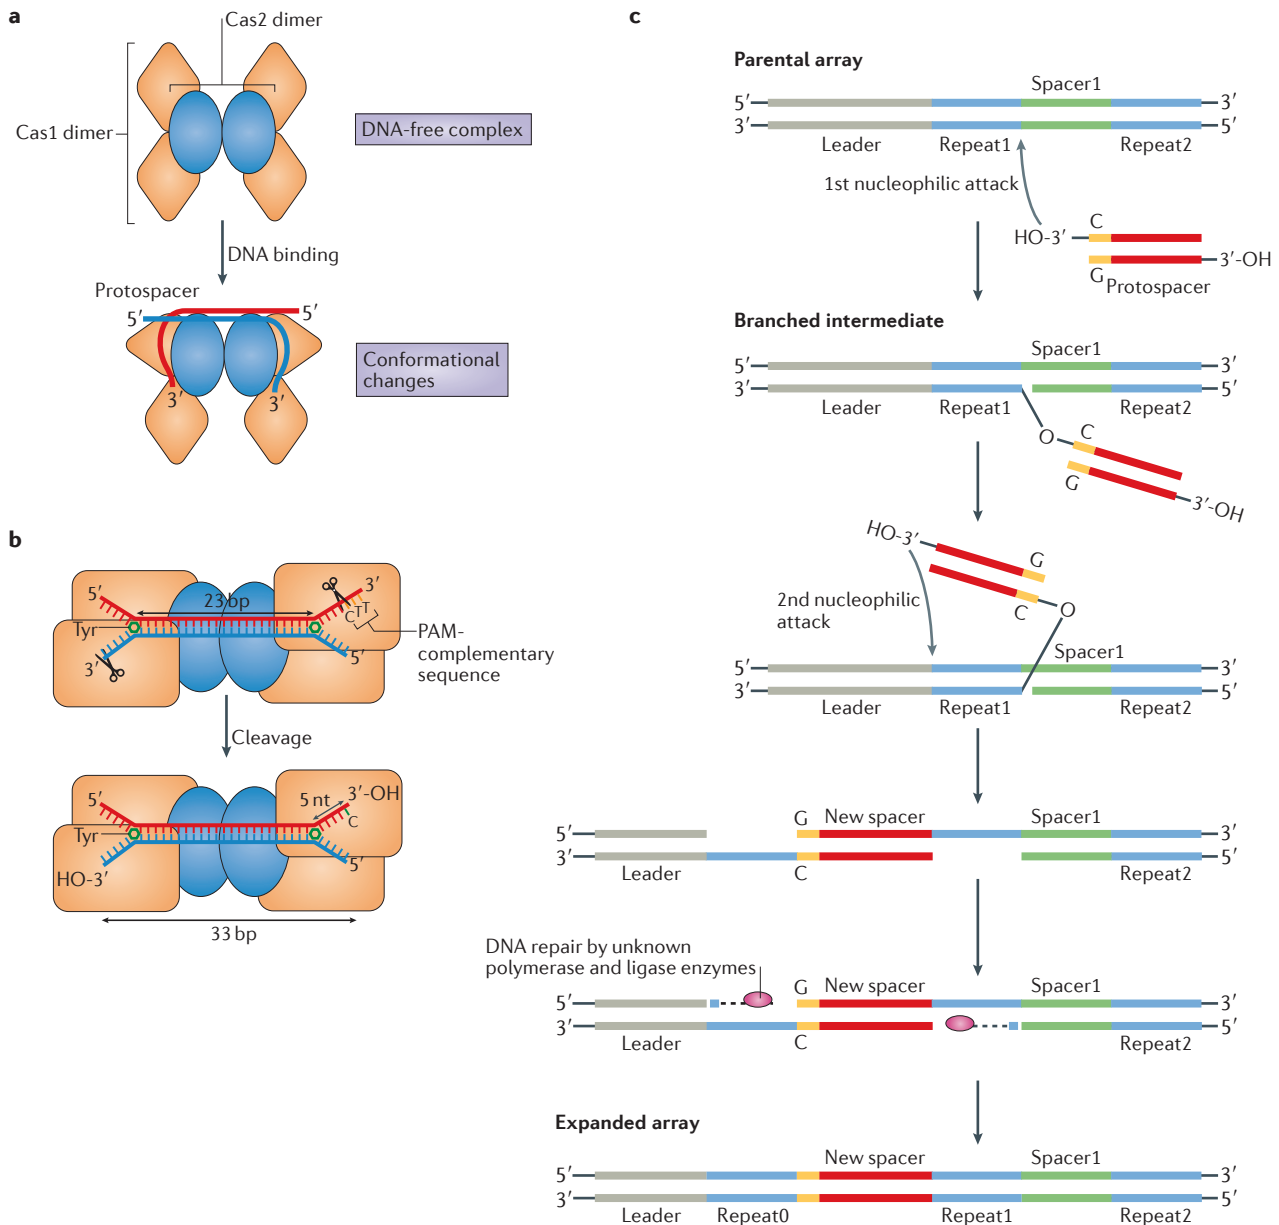 a
Cas2 dimer
Cas1 dimer
DNA-free complex
DNA binding
Protospacer
5′
5′
3′
3′
Conformational
changes
b
5′
23 bp
3′
CTT
Tyr
PAM-
complementary
sequence
3′
5′
Cleavage
5′
5 nt
3′-OH
C
Tyr
HO-3′
5′
33 bp
c
Parental array
Spacer1
5′
3′
3′
5′
Leader
Repeat1
Repeat2
1st nucleophilic attack
C
HO-3′
3′-OH
G
Protospacer
Branched intermediate
Spacer1
5′
3′
3′
5′
Leader
Repeat1
Repeat2
O
C
G
3′-OH
HO-3′
G
2nd nucleophilic
attack
C
O
Spacer1
5′
3′
3′
5′
Leader
Repeat1
Repeat2
G
New spacer
Spacer1
5′
3′
3′
5′
Leader
C
Repeat2
DNA repair by unknown
polymerase and ligase enzymes
G
New spacer
Spacer1
5′
3′
3′
5′
Leader
C
Repeat2
Expanded array
New spacer
Spacer1
5′
3′
3′
5′
Leader
Repeat0
Repeat1
Repeat2